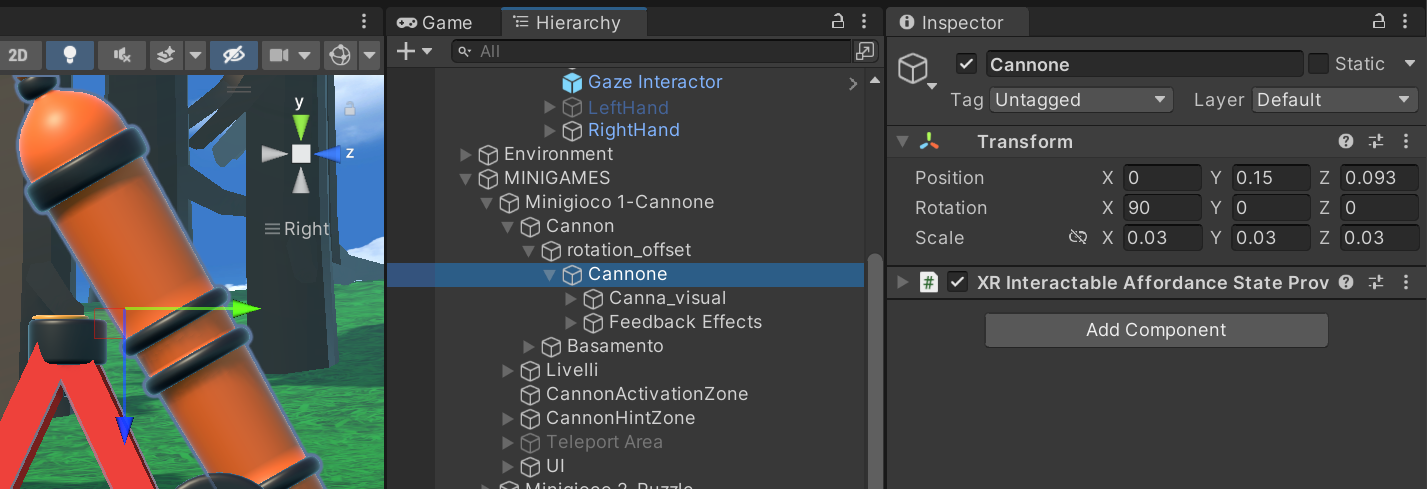 Game
Hierarchy
Inspector
2D
All
Cannone
Static
Tag Untagged
Layer Default
Gaze Interactor
LeftHand
RightHand
Environment
MINIGAMES
Minigioco 1-Cannone
Cannon
rotation_offset
Cannone
Canna_visual
Feedback Effects
Basamento
Livelli
CannonActivationZone
CannonHintZone
Teleport Area
UI
Minigioco 2-Puzzle
y
z
Right
Transform
Position X 0 Y 0.15 Z 0.093
Rotation X 90 Y 0 Z 0
Scale X 0.03 Y 0.03 Z 0.03
# XR Interactable Affordance State Prov
Add Component